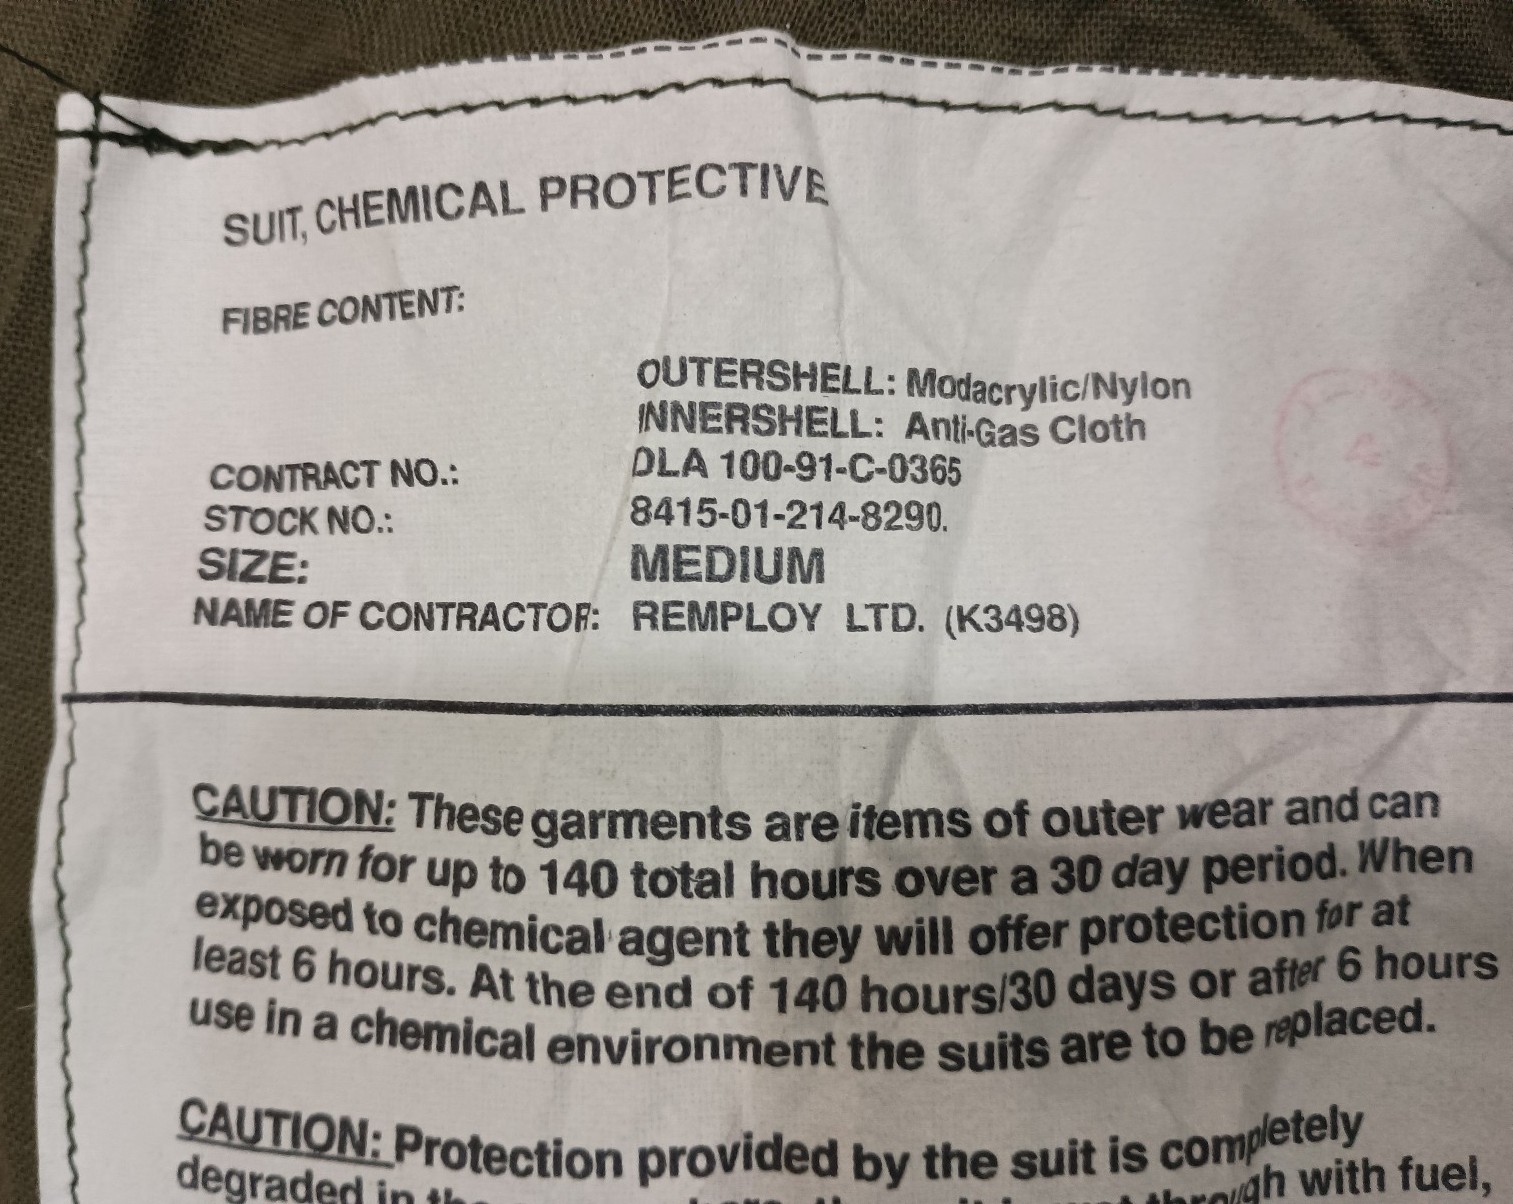 SUIT, CHEMICAL PROTECTIVE
FIBRE CONTENT:
OUTERSHELL: Modacrylic/Nylon
INNERSHELL: Anti-Gas Cloth
CONTRACT NO.: DLA 100-91-C-0365
STOCK NO.: 8415-01-214-8290.
SIZE: MEDIUM
NAME OF CONTRACTOR: REMPLOY LTD. (K3498)
CAUTION: These garments are items of outer wear and can
be worn for up to 140 total hours over a 30 day period. When
exposed to chemical agent they will offer protection for at
least 6 hours. At the end of 140 hours/30 days or after 6 hours
use in a chemical environment the suits are to be replaced.
CAUTION: Protection provided by the suit is completely
degraded in with fuel,